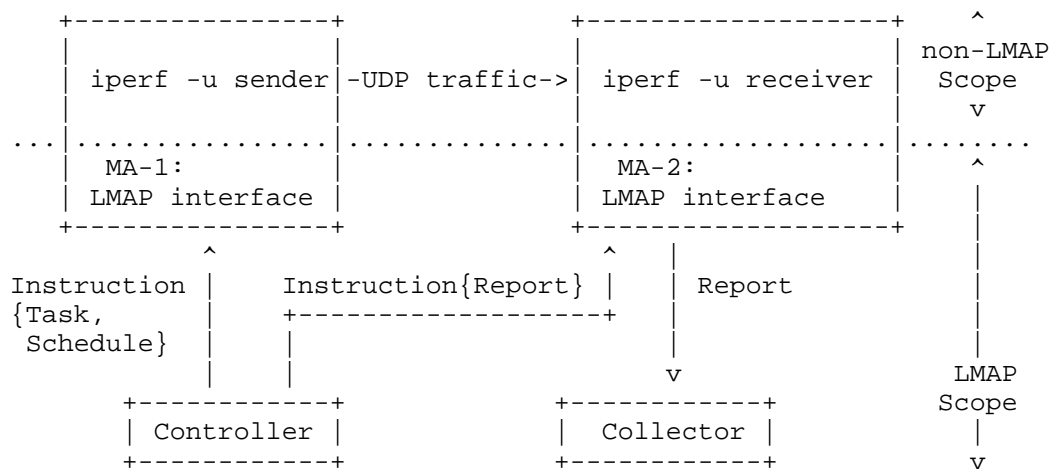 non-LMAP
iperf -u sender -UDP traffic-> iperf -u receiver Scope
MA-1: MA-2:
LMAP interface LMAP interface
Instruction Instruction{Report} Report
{Task,
Schedule}
LMAP
Scope
Controller Collector